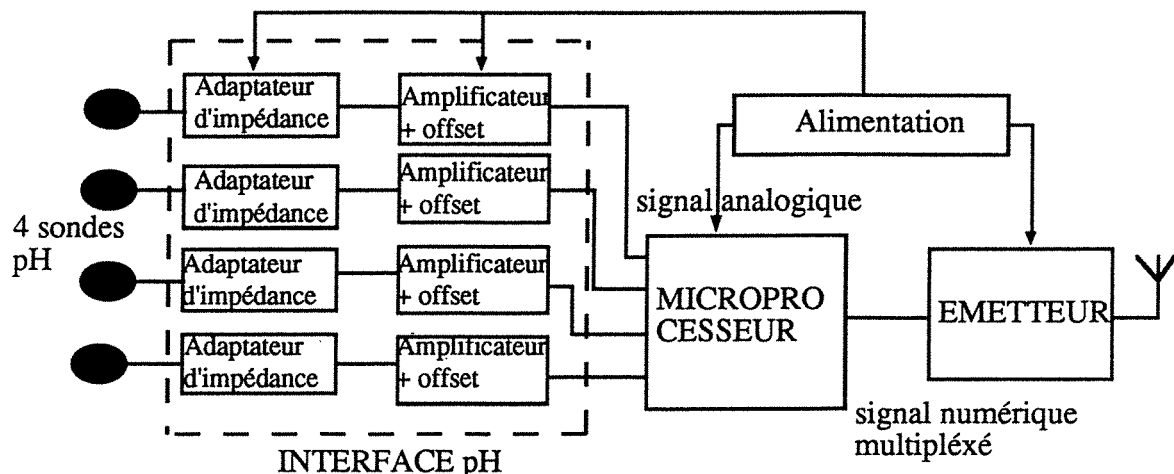 Adaptateur
d'impédance
Amplificateur
+ offset
Alimentation
Adaptateur
d'impédance
Amplificateur
+ offset
signal analogique
4 sondes
pH
Adaptateur
d'impédance
Amplificateur
+ offset
MICROPRO
CESSEUR
EMETTEUR
Adaptateur
d'impédance
Amplificateur
+ offset
signal numérique
multipléxé
INTERFACE pH